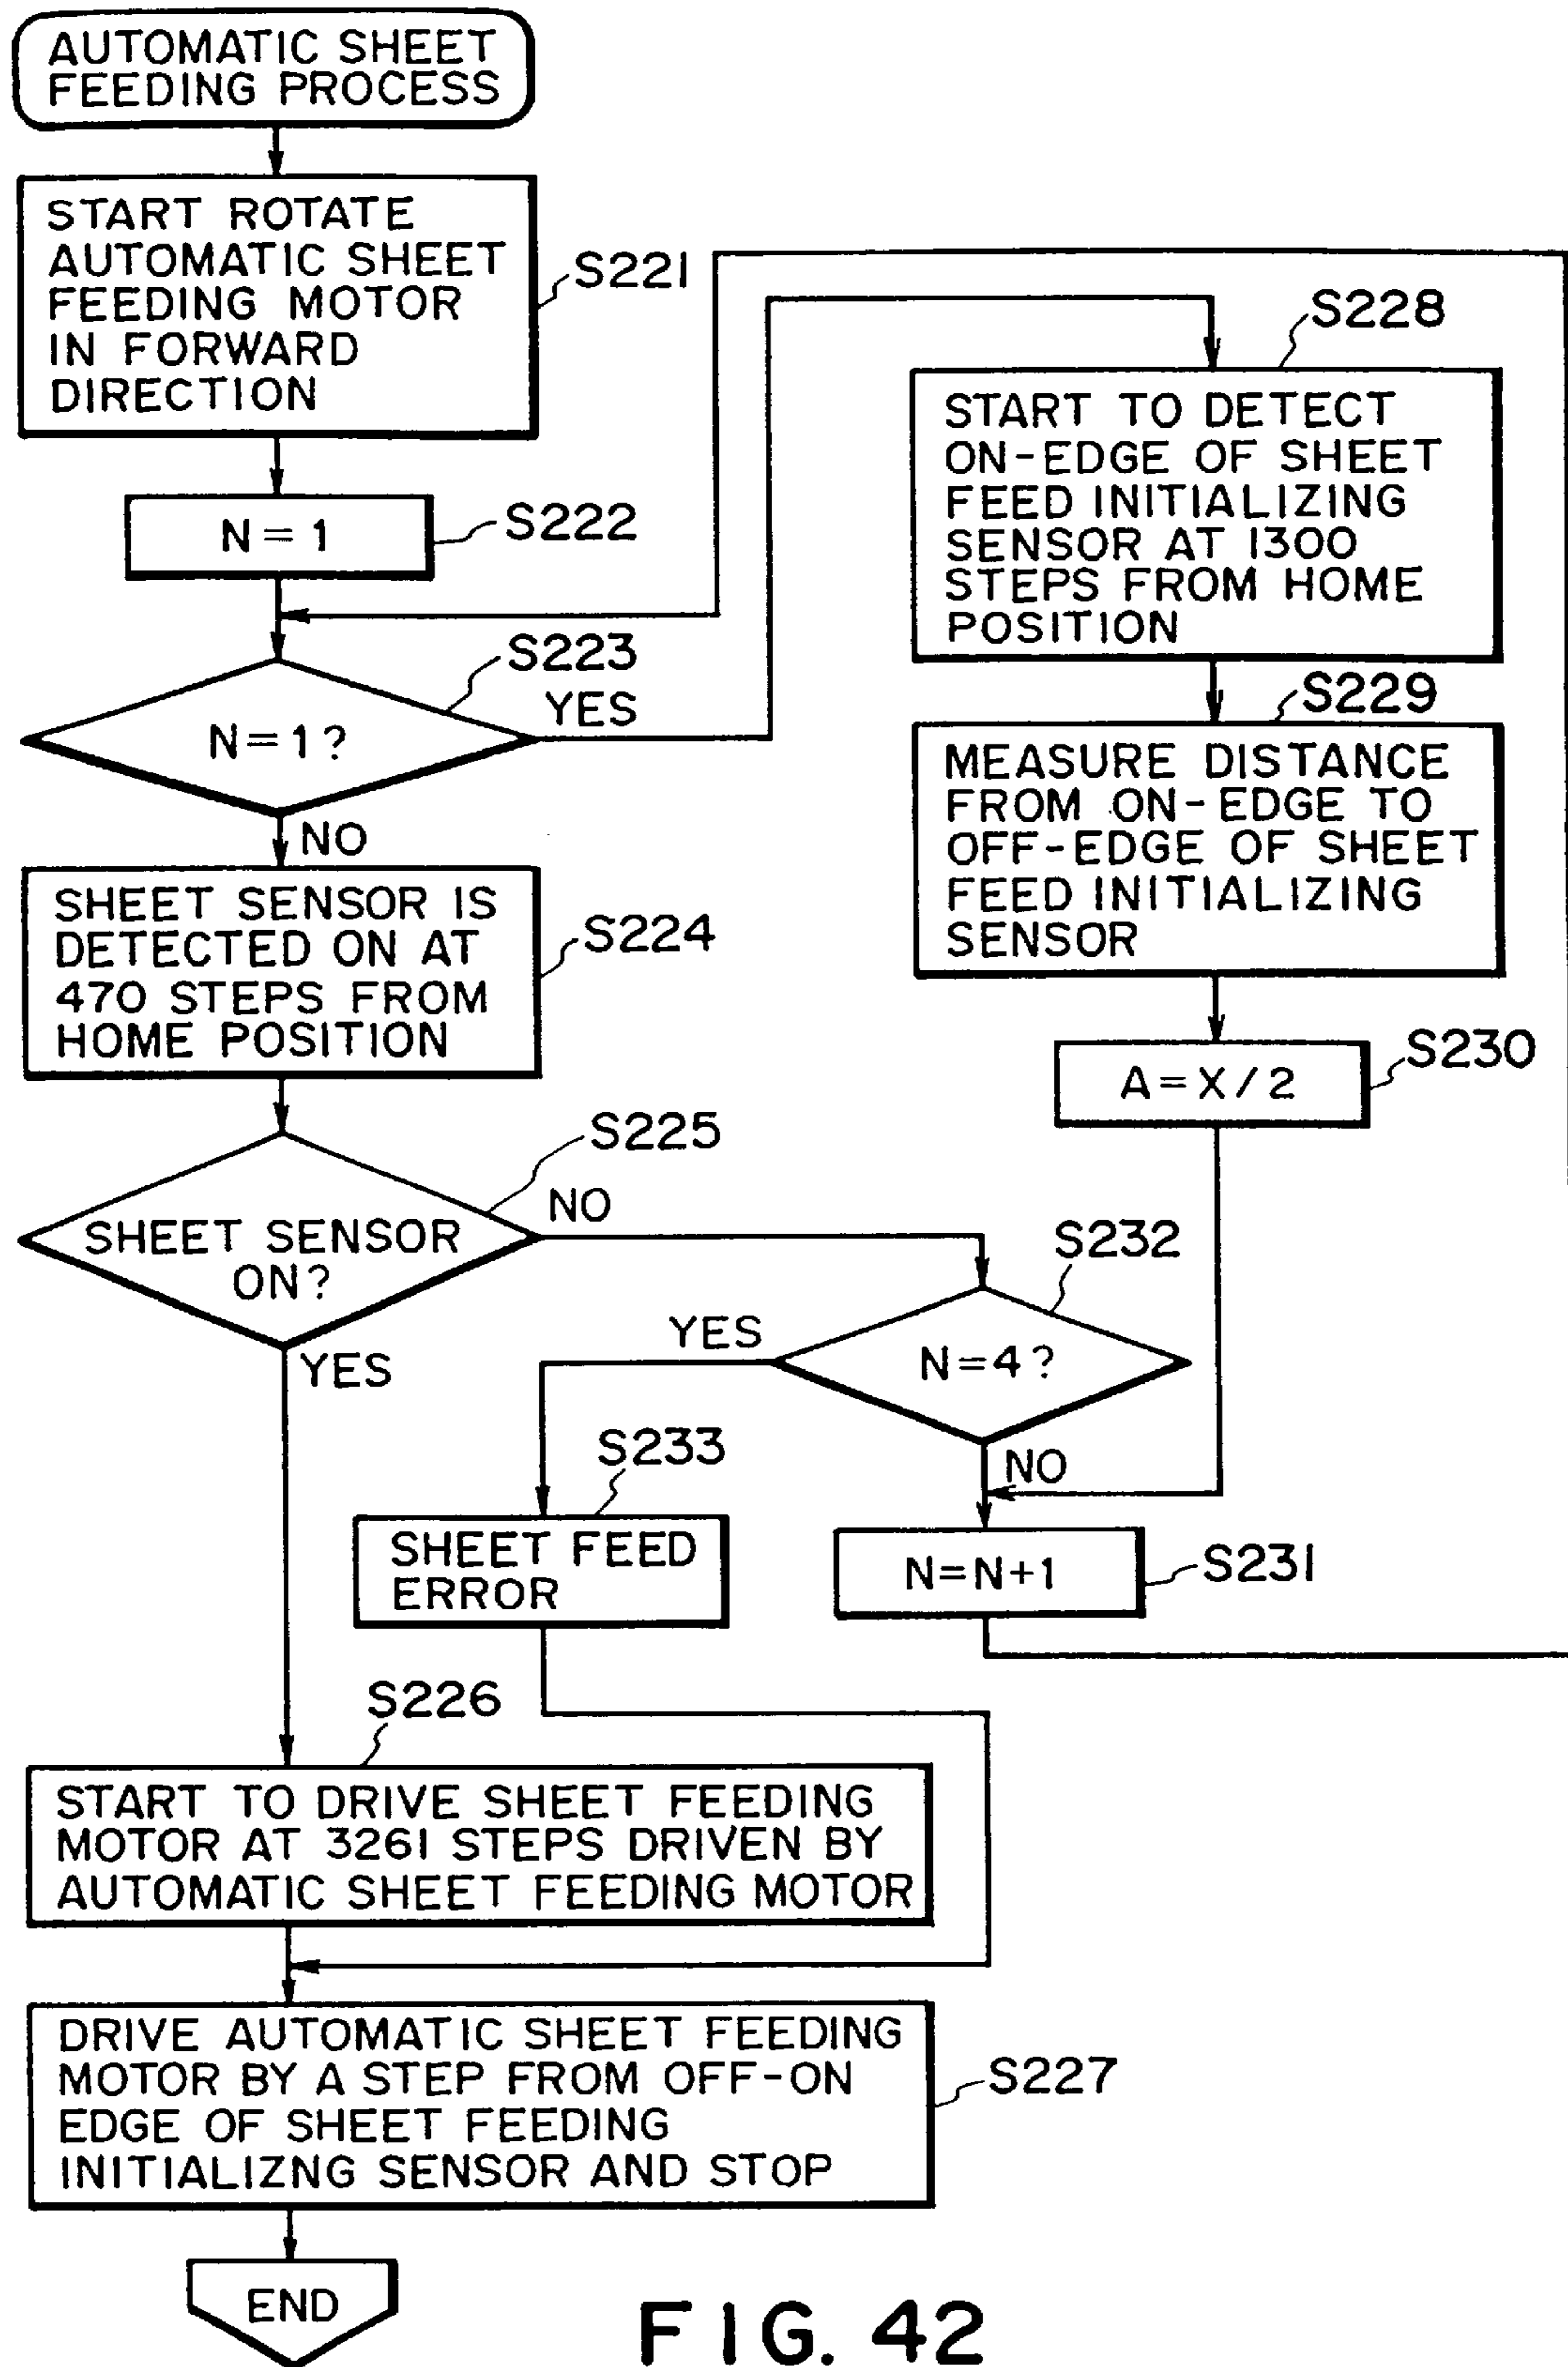 AUTOMATIC SHEET
FEEDING PROCESS
START ROTATE
AUTOMATIC SHEET
FEEDING MOTOR
IN FORWARD
DIRECTION
S221
N=1
S222
S223
N=1?
YES
NO
SHEET SENSOR IS
DETECTED ON AT
470 STEPS FROM
HOME POSITION
S224
S225
SHEET SENSOR
ON?
NO
YES
S228
START TO DETECT
ON-EDGE OF SHEET
FEED INITIALIZING
SENSOR AT 1300
STEPS FROM HOME
POSITION
S229
MEASURE DISTANCE
FROM ON-EDGE TO
OFF-EDGE OF SHEET
FEED INITIALIZING
SENSOR
S230
A=X/2
S232
N=4?
YES
NO
S233
SHEET FEED
ERROR
N=N+1
S231
S226
START TO DRIVE SHEET FEEDING
MOTOR AT 3261 STEPS DRIVEN BY
AUTOMATIC SHEET FEEDING MOTOR
DRIVE AUTOMATIC SHEET FEEDING
MOTOR BY A STEP FROM OFF-ON
EDGE OF SHEET FEEDING
INITIALIZNG SENSOR AND STOP
S227
END
FIG. 42